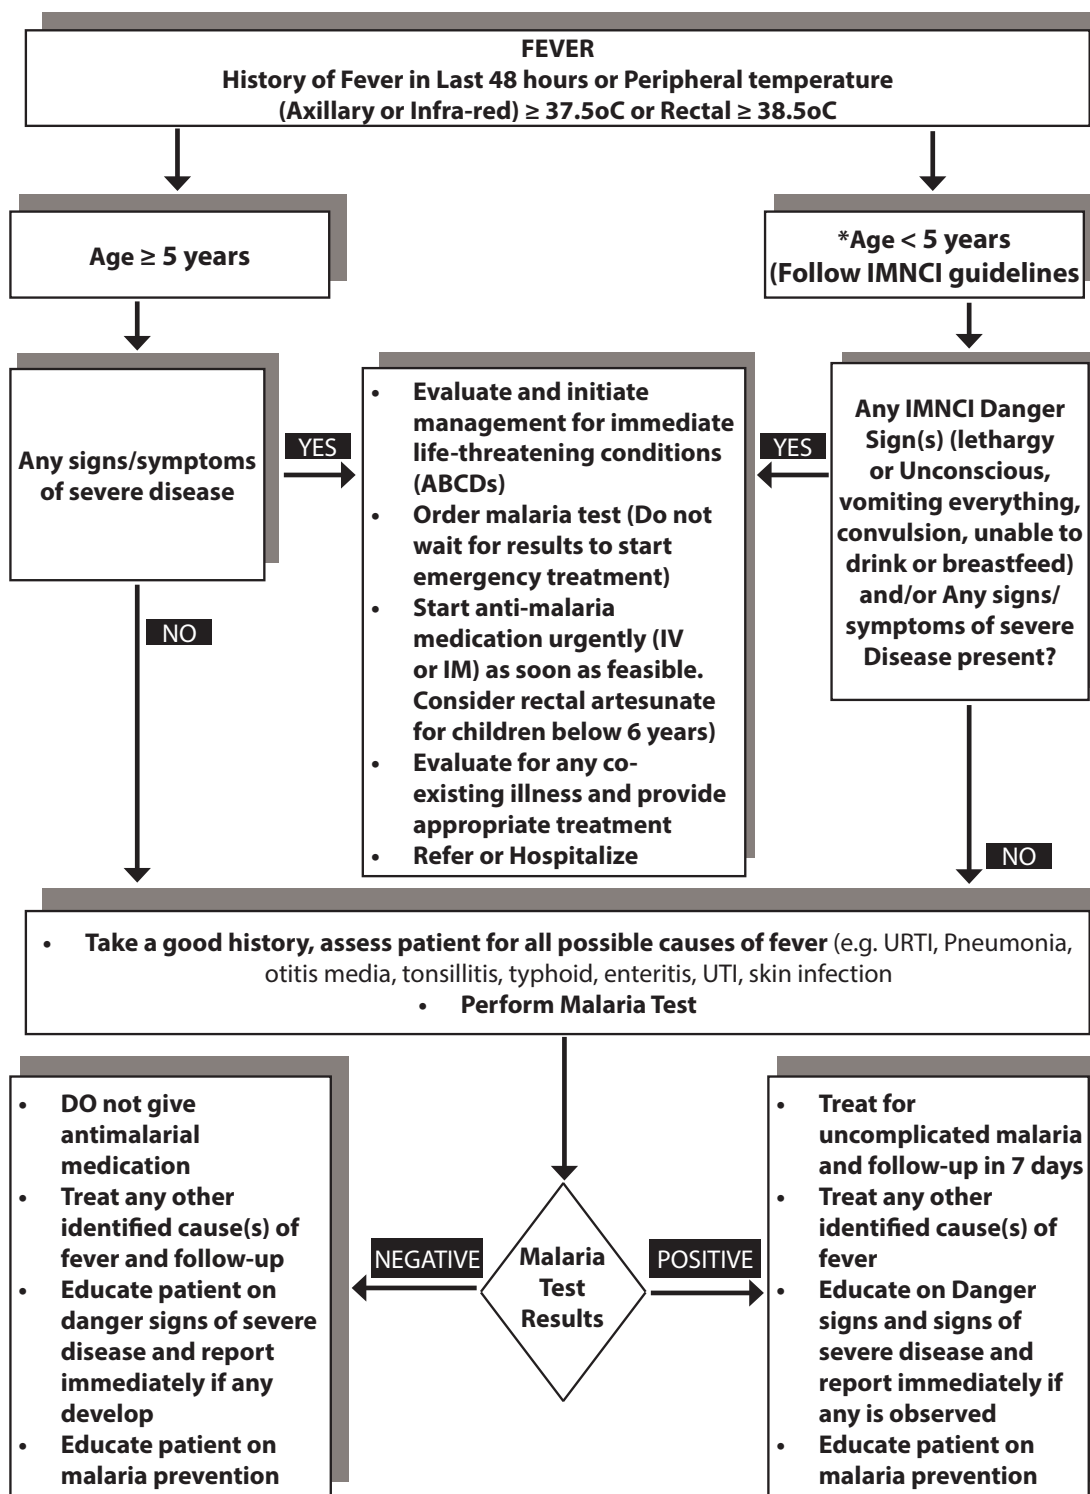 FEVER
History of Fever in Last 48 hours or Peripheral temperature
(Axillary or Infra-red) ≥ 37.5oC or Rectal ≥ 38.5oC
Age ≥ 5 years
*Age < 5 years
(Follow IMNCI guidelines
Any signs/symptoms
of severe disease
YES
• Evaluate and initiate
management for immediate
life-threatening conditions
(ABCDs)
• Order malaria test (Do not
wait for results to start
emergency treatment)
• Start anti-malaria
medication urgently (IV
or IM) as soon as feasible.
Consider rectal artesunate
for children below 6 years)
• Evaluate for any co-
existing illness and provide
appropriate treatment
• Refer or Hospitalize
YES
Any IMNCI Danger
Sign(s) (lethargy
or Unconscious,
vomiting everything,
convulsion, unable to
drink or breastfeed)
and/or Any signs/
symptoms of severe
Disease present?
NO
NO
• Take a good history, assess patient for all possible causes of fever (e.g. URTI, Pneumonia,
otitis media, tonsillitis, typhoid, enteritis, UTI, skin infection
• Perform Malaria Test
• DO not give
antimalarial
medication
• Treat any other
identified cause(s) of
fever and follow-up
• Educate patient on
danger signs of severe
disease and report
immediately if any
develop
• Educate patient on
malaria prevention
NEGATIVE
Malaria
Test
Results
POSITIVE
• Treat for
uncomplicated malaria
and follow-up in 7 days
• Treat any other
identified cause(s) of
fever
• Educate on Danger
signs and signs of
severe disease and
report immediately if
any is observed
• Educate patient on
malaria prevention